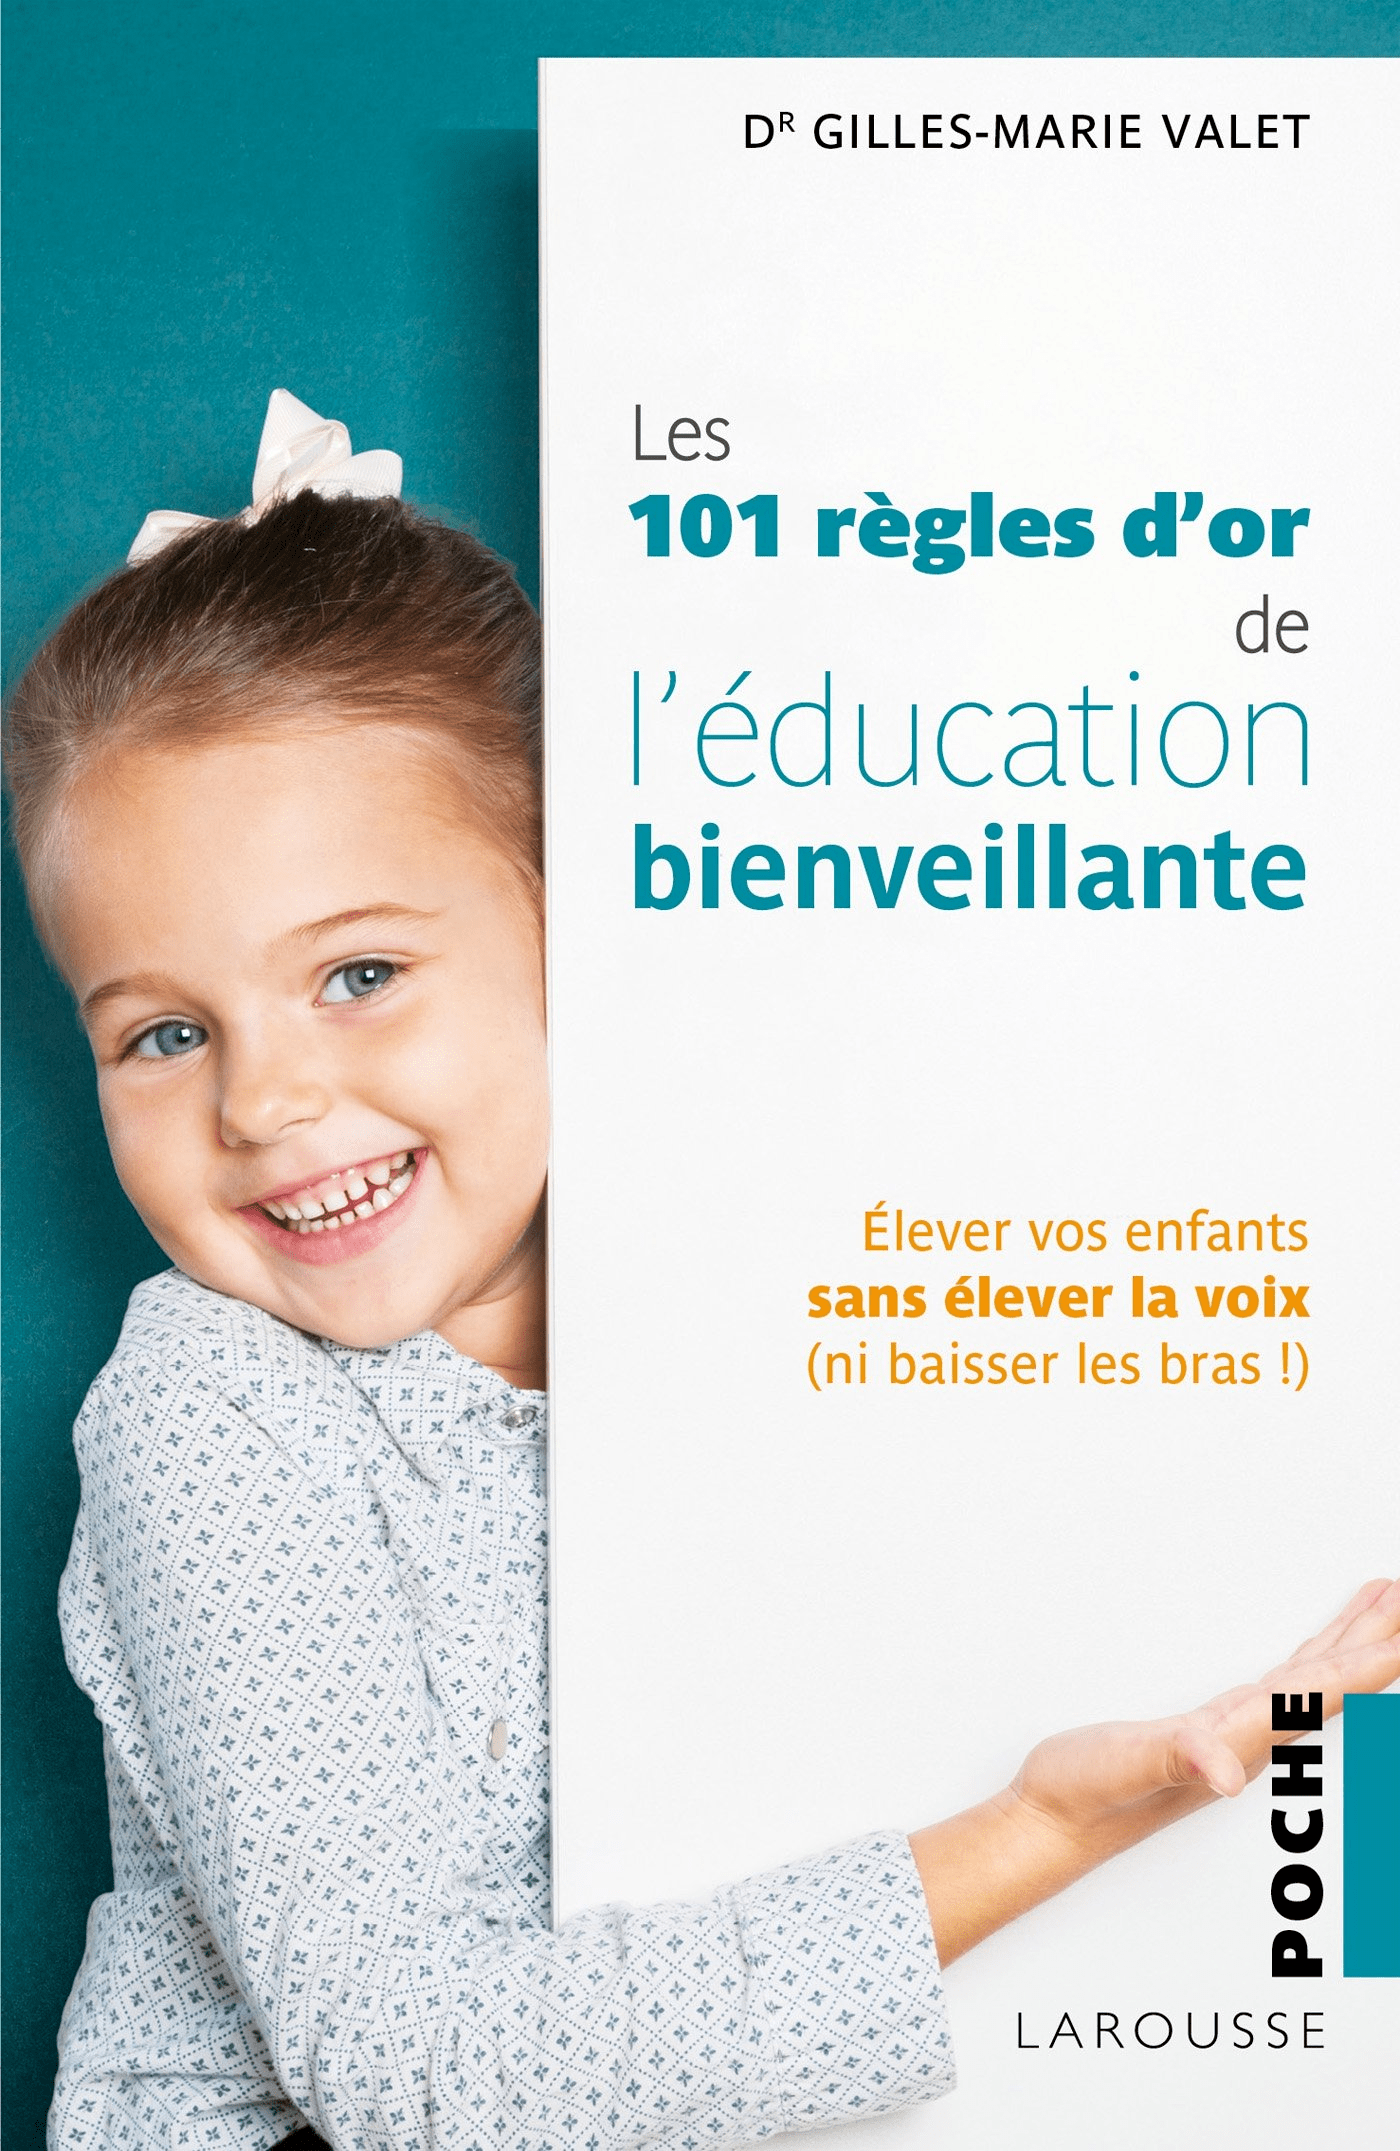 Dr GILLES-MARIE VALET
Les
101 règles d’or
de
l’éducation
bienveillante
Élever vos enfants
sans élever la voix
(ni baisser les bras !)
POCHE
LAROUSSE